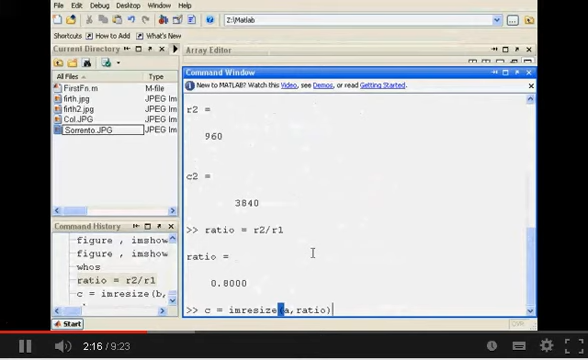 File Edit Debug Desktop Window Help
Z:\Matlab
Shortcuts How to Add What's New
Current Directory
Array Editor
All Files Type
FirstFn.m M-file
firth.jpg JPEG Im
firth2.jpg JPEG Im
Col.JPG JPEG Im
Sorrento.JPG JPEG Im
Command Window
New to MATLAB? Watch this Video, see Demos, or read Getting Started.
r2 =
960
c2 =
3840
>> ratio = r2/r1
ratio =
0.8000
>> c = imresize(a,ratio)
Command History
figure , imshow
figure , imshow
whos
ratio = r2/r1
c = imresize(b,
Start
OVR
2:16 / 9:23